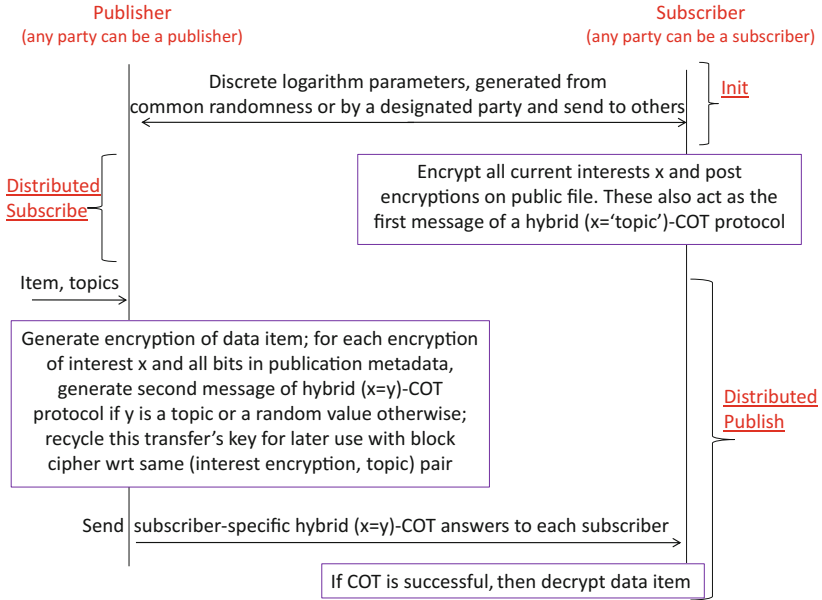 Publisher
(any party can be a publisher)
Subscriber
(any party can be a subscriber)
Discrete logarithm parameters, generated from
common randomness or by a designated party and send to others
Init
Distributed
Subscribe
Encrypt all current interests x and post
encryptions on public file. These also act as the
first message of a hybrid (x=‘topic’)-COT protocol
Item, topics
Generate encryption of data item; for each encryption
of interest x and all bits in publication metadata,
generate second message of hybrid (x=y)-COT
protocol if y is a topic or a random value otherwise;
recycle this transfer’s key for later use with block
cipher wrt same (interest encryption, topic) pair
Distributed
Publish
Send subscriber-specific hybrid (x=y)-COT answers to each subscriber
If COT is successful, then decrypt data item